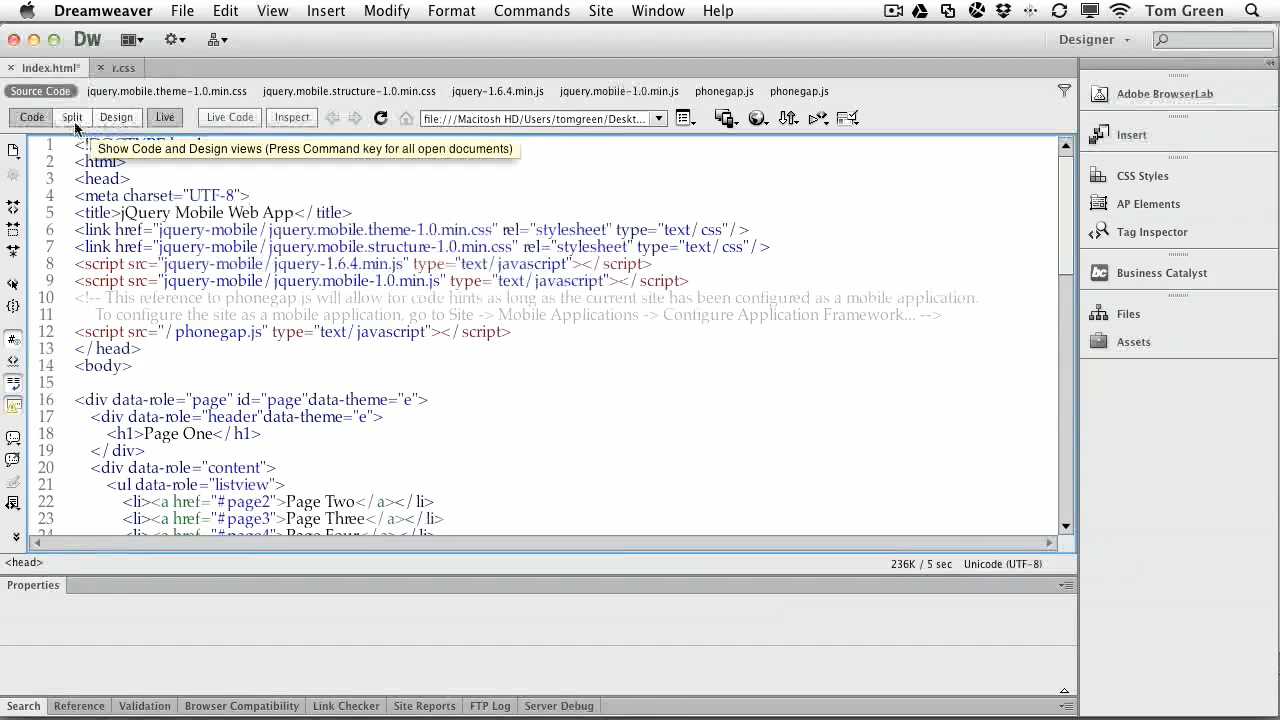 Dreamweaver File Edit View Insert Modify Format Commands Site Window Help Tom Green
Dw Designer
Index.html* r.css
Source Code jquery.mobile.theme-1.0.min.css jquery.mobile.structure-1.0.min.css jquery-1.6.4.min.js jquery.mobile-1.0.min.js phonegap.js phonegap.js
Code Split Design Live Live Code Inspect file:///Macintosh HD/Users/tomgreen/Deskt...
Show Code and Design views (Press Command key for all open documents)
1
2 <html>
3 <head>
4 <meta charset="UTF-8">
5 <title>jQuery Mobile Web App</title>
6 <link href="jquery-mobile/jquery.mobile.theme-1.0.min.css" rel="stylesheet" type="text/css"/>
7 <link href="jquery-mobile/jquery.mobile.structure-1.0.min.css" rel="stylesheet" type="text/css"/>
8 <script src="jquery-mobile/jquery-1.6.4.min.js" type="text/javascript"></script>
9 <script src="jquery-mobile/jquery.mobile-1.0.min.js" type="text/javascript"></script>
10 <!-- This reference to phonegap.js will allow for code hints as long as the current site has been configured as a mobile application.
11 To configure the site as a mobile application, go to Site -> Mobile Applications -> Configure Application Framework... -->
12 <script src="/phonegap.js" type="text/javascript"></script>
13 </head>
14 <body>
15
16 <div data-role="page" id="page"data-theme="e">
17 <div data-role="header"data-theme="e">
18 <h1>Page One</h1>
19 </div>
20 <div data-role="content">
21 <ul data-role="listview">
22 <li><a href="#page2">Page Two</a></li>
23 <li><a href="#page3">Page Three</a></li>
24 <li><a href="#page4">Page Four</a></li>
<head> 236K / 5 sec Unicode (UTF-8)
Properties
Search Reference Validation Browser Compatibility Link Checker Site Reports FTP Log Server Debug
Adobe BrowserLab
Insert
CSS Styles
AP Elements
Tag Inspector
bc Business Catalyst
Files
Assets